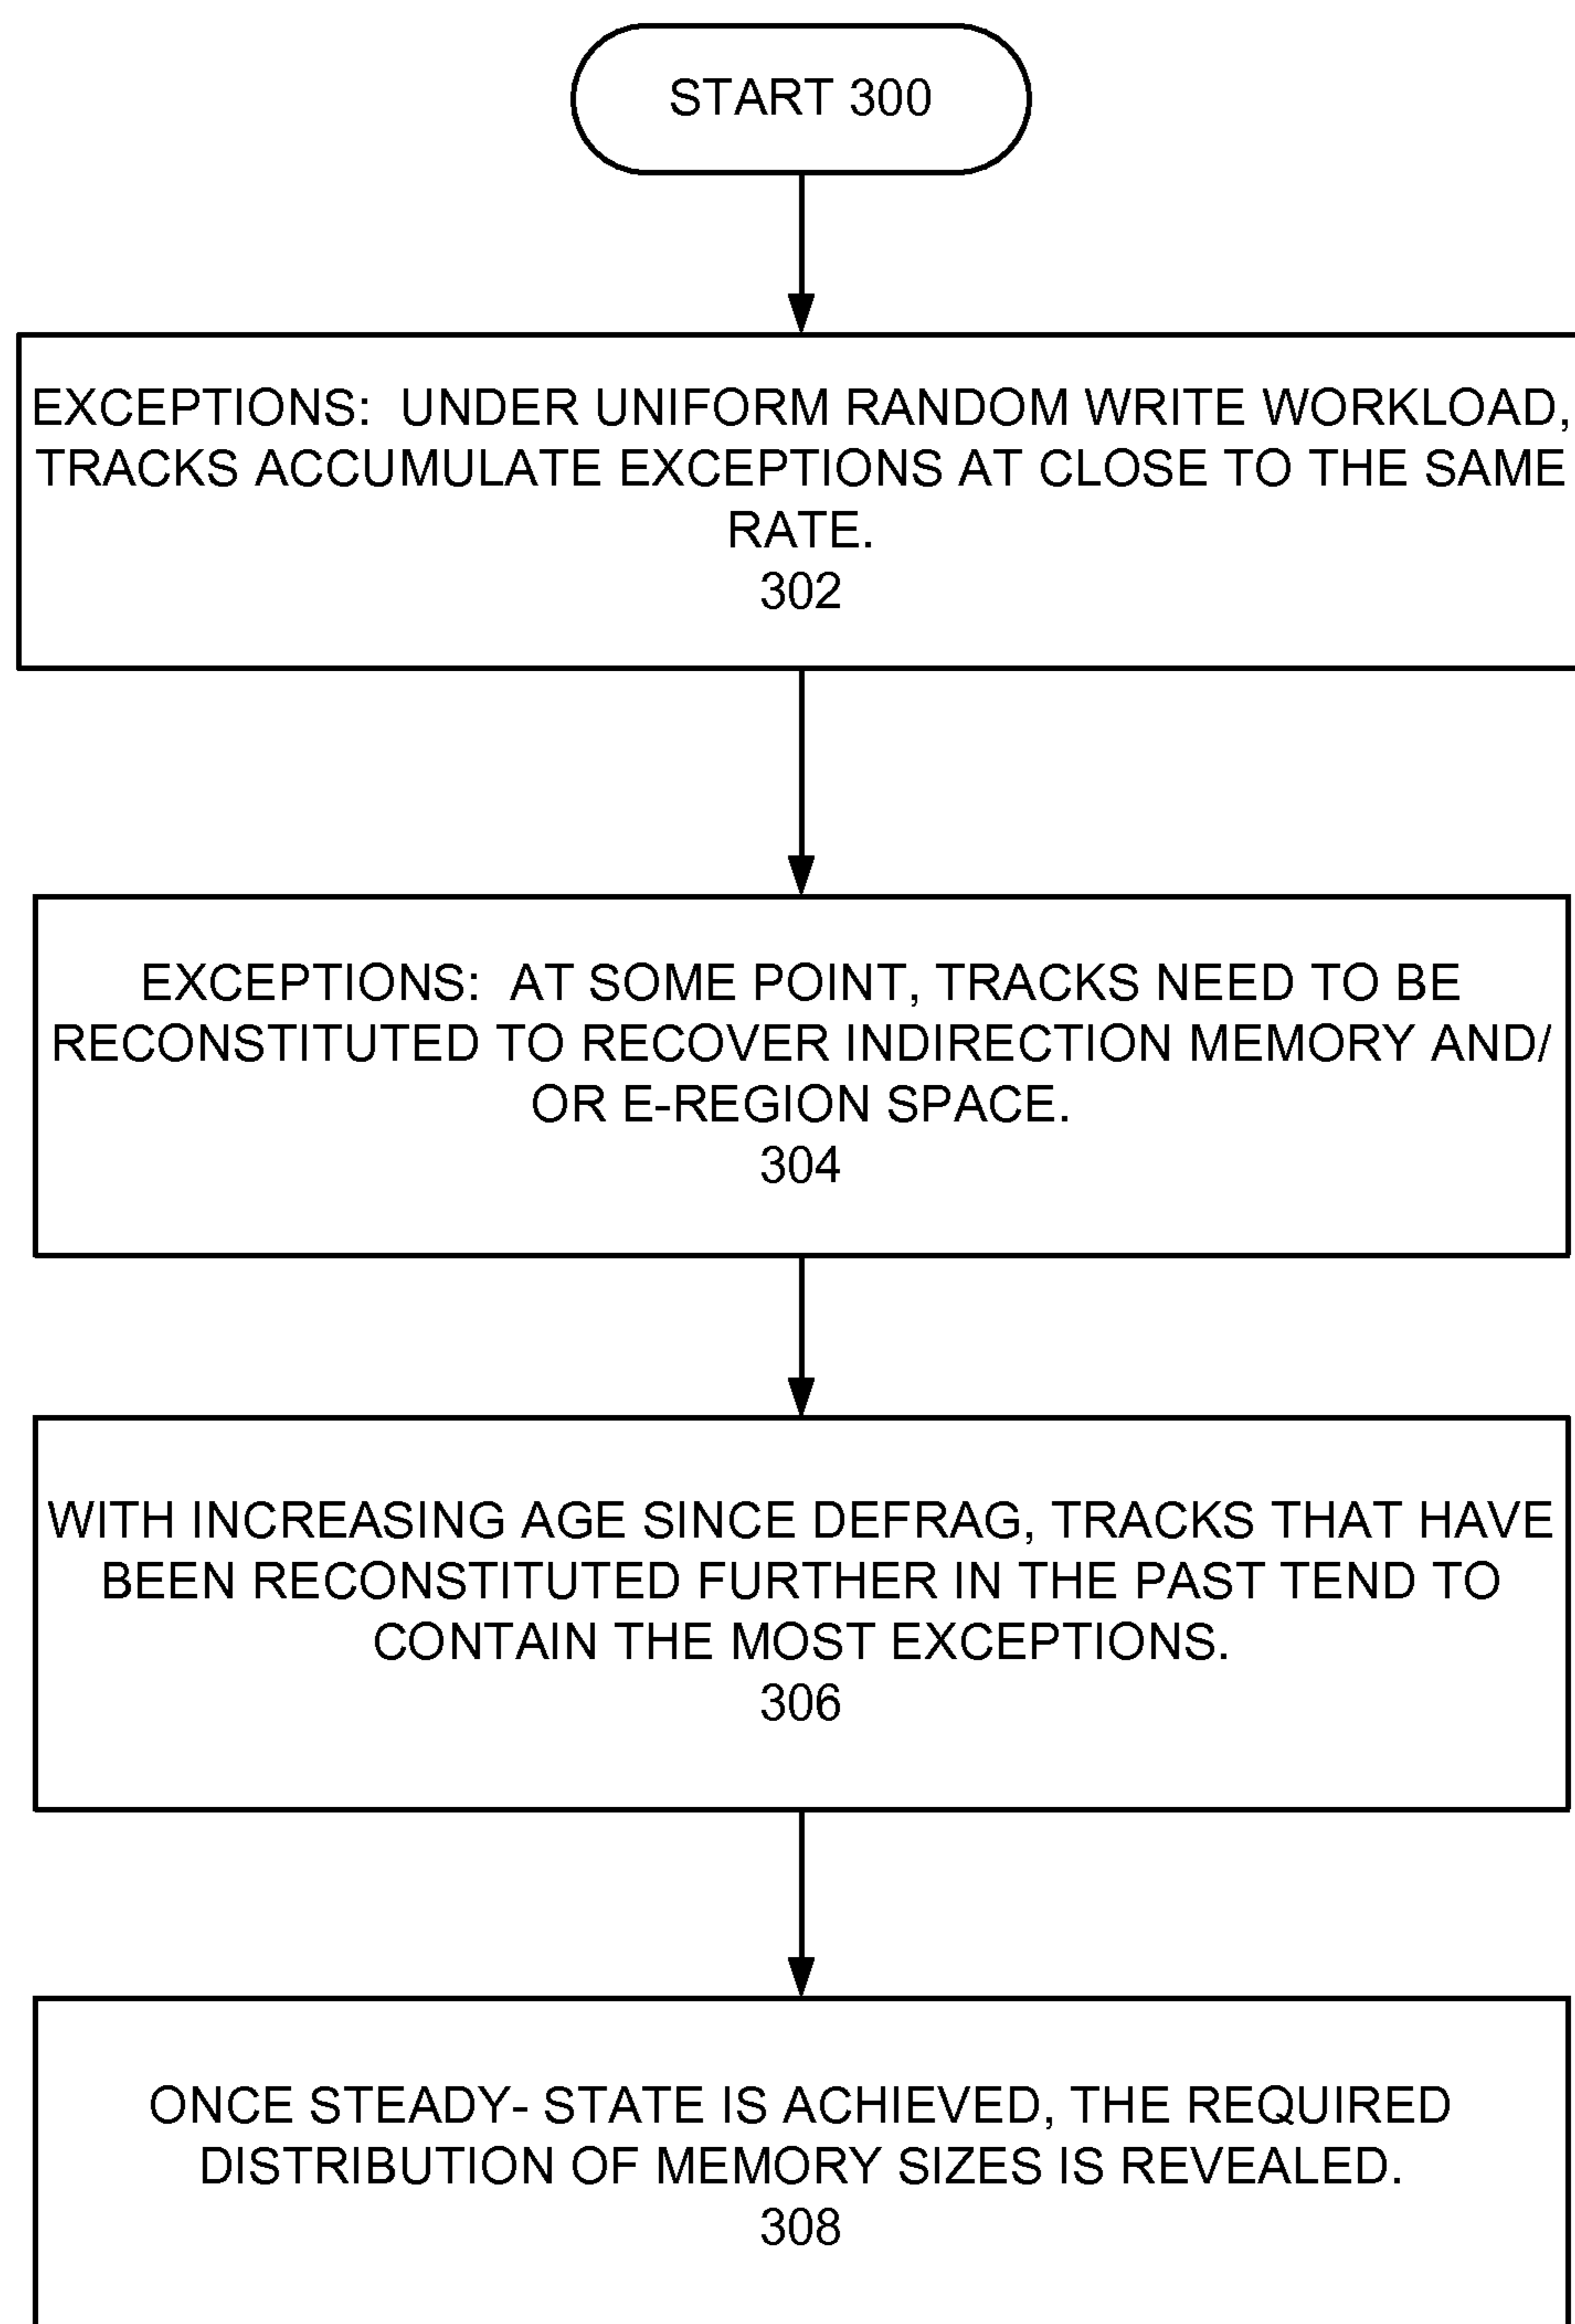 START 300
EXCEPTIONS: UNDER UNIFORM RANDOM WRITE WORKLOAD,
TRACKS ACCUMULATE EXCEPTIONS AT CLOSE TO THE SAME
RATE.
302
EXCEPTIONS: AT SOME POINT, TRACKS NEED TO BE
RECONSTITUTED TO RECOVER INDIRECTION MEMORY AND/
OR E-REGION SPACE.
304
WITH INCREASING AGE SINCE DEFRAG, TRACKS THAT HAVE
BEEN RECONSTITUTED FURTHER IN THE PAST TEND TO
CONTAIN THE MOST EXCEPTIONS.
306
ONCE STEADY- STATE IS ACHIEVED, THE REQUIRED
DISTRIBUTION OF MEMORY SIZES IS REVEALED.
308